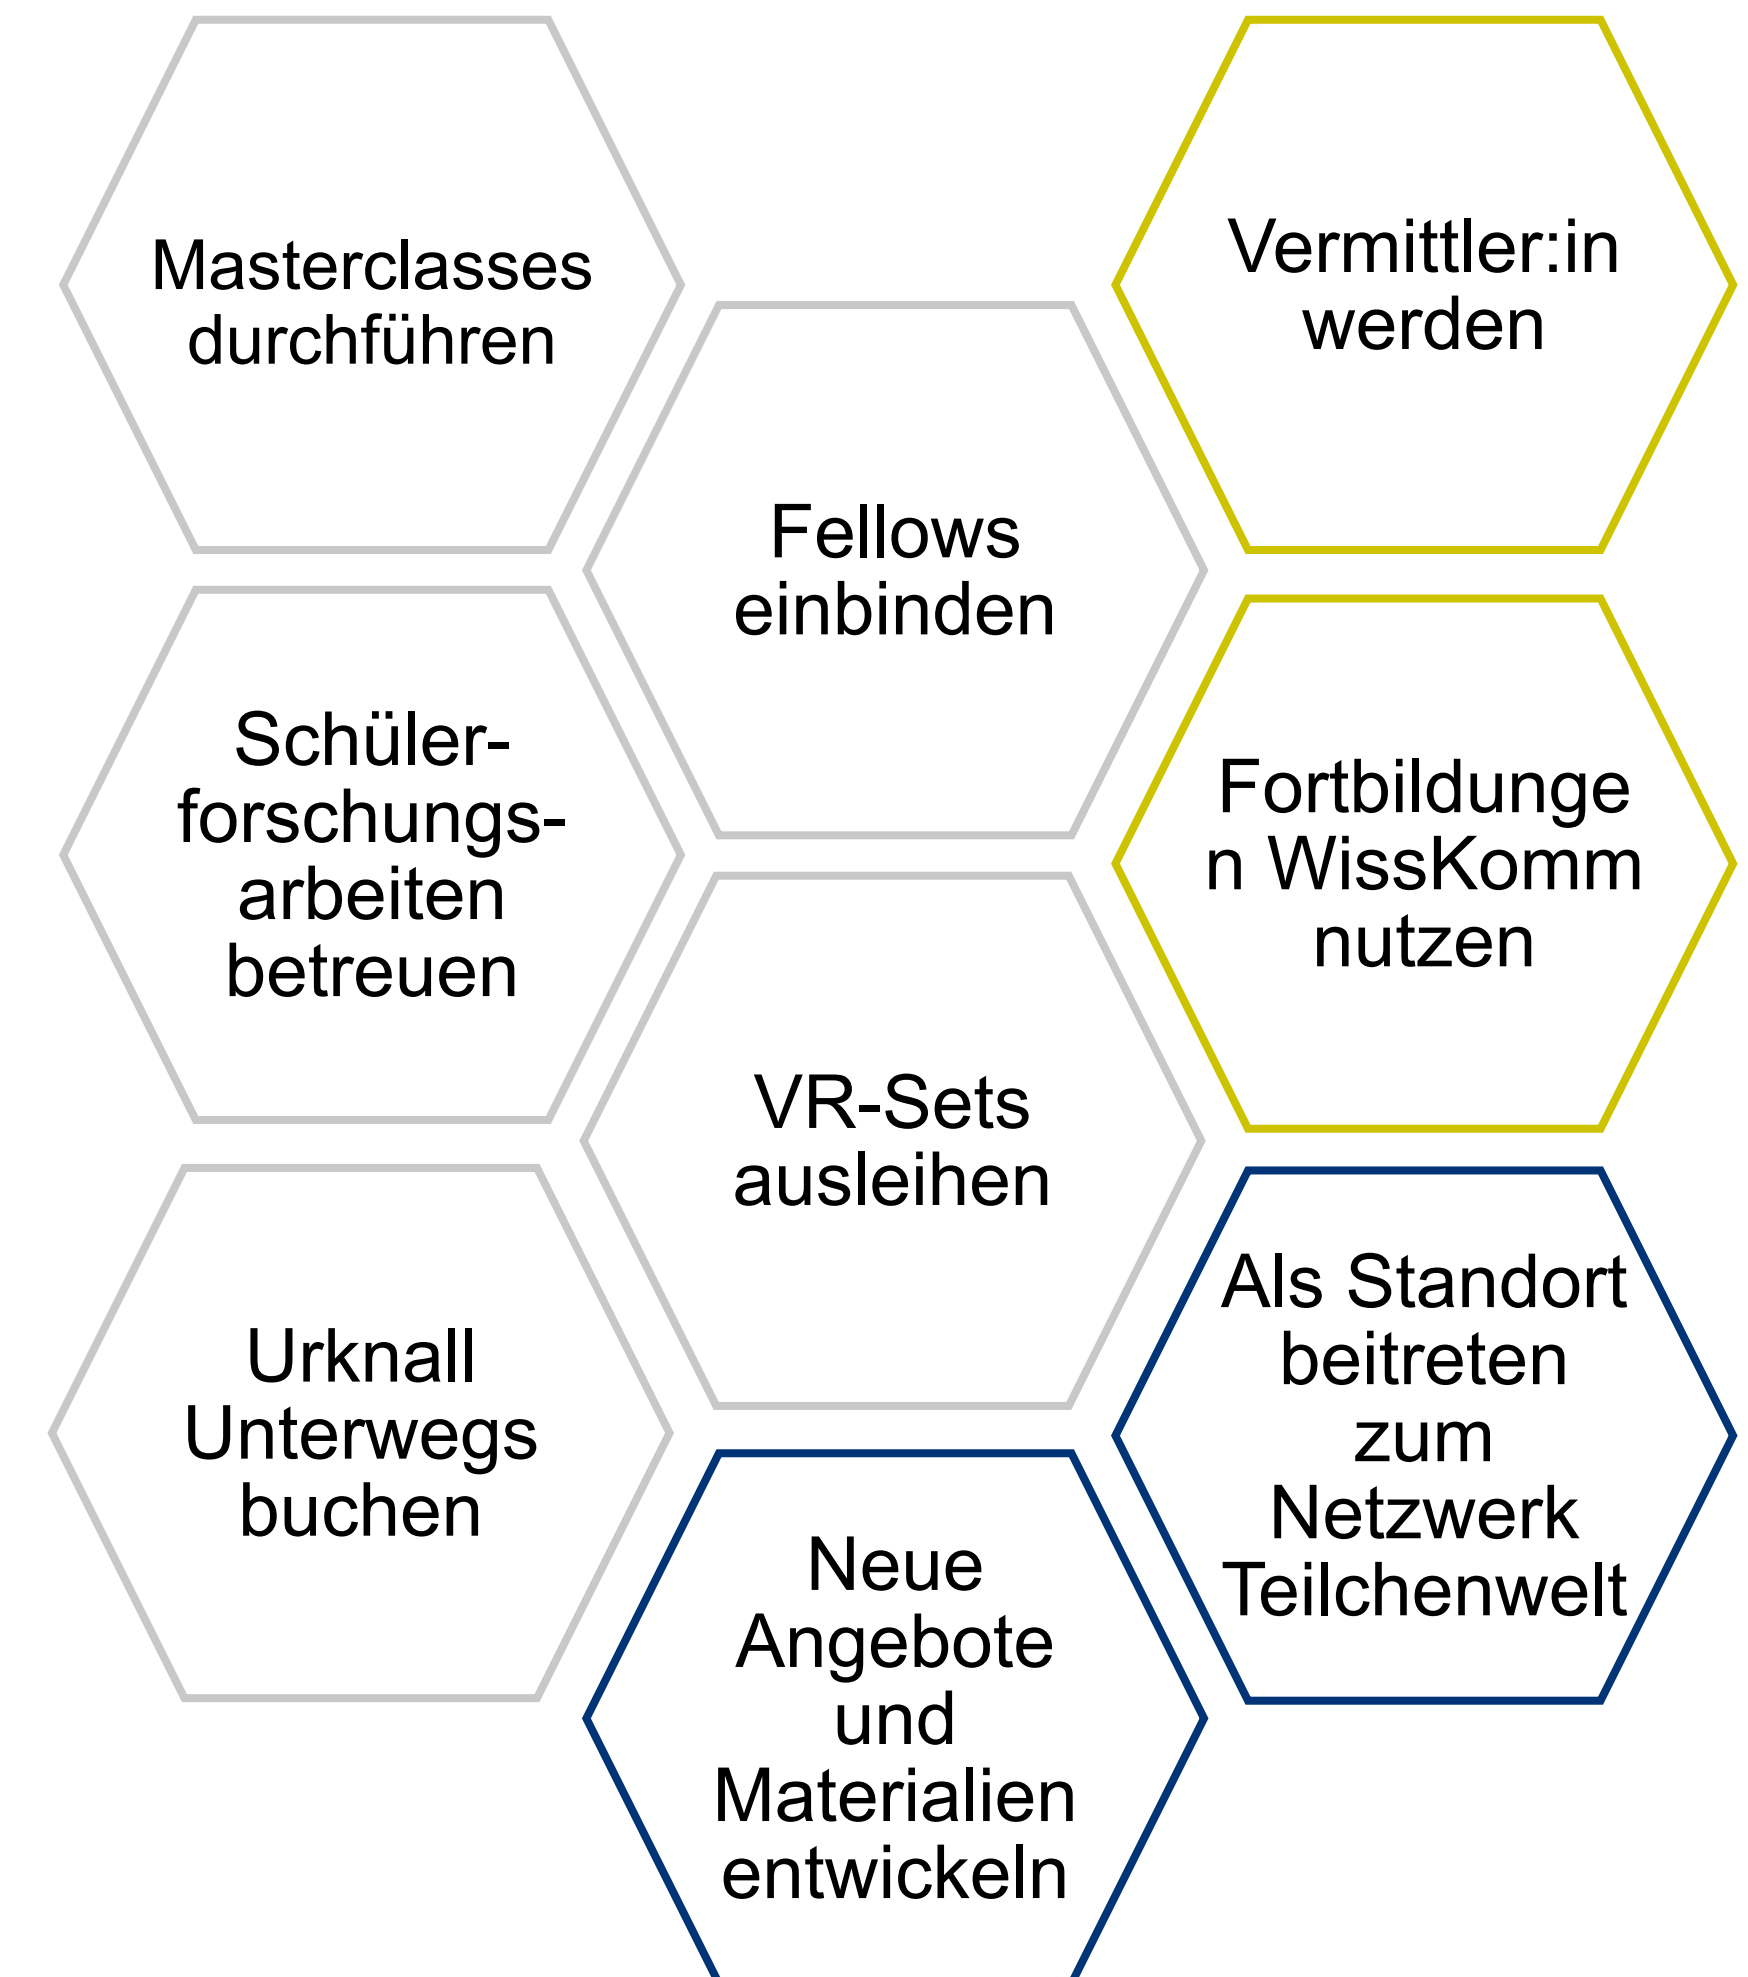 Masterclasses
durchführen
Vermittler:in
werden
Fellows
einbinden
Schüler-
forschungs-
arbeiten
betreuen
Fortbildunge
n WissKomm
nutzen
VR-Sets
ausleihen
Urknall
Unterwegs
buchen
Als Standort
beitreten
zum
Netzwerk
Teilchenwelt
Neue
Angebote
und
Materialien
entwickeln